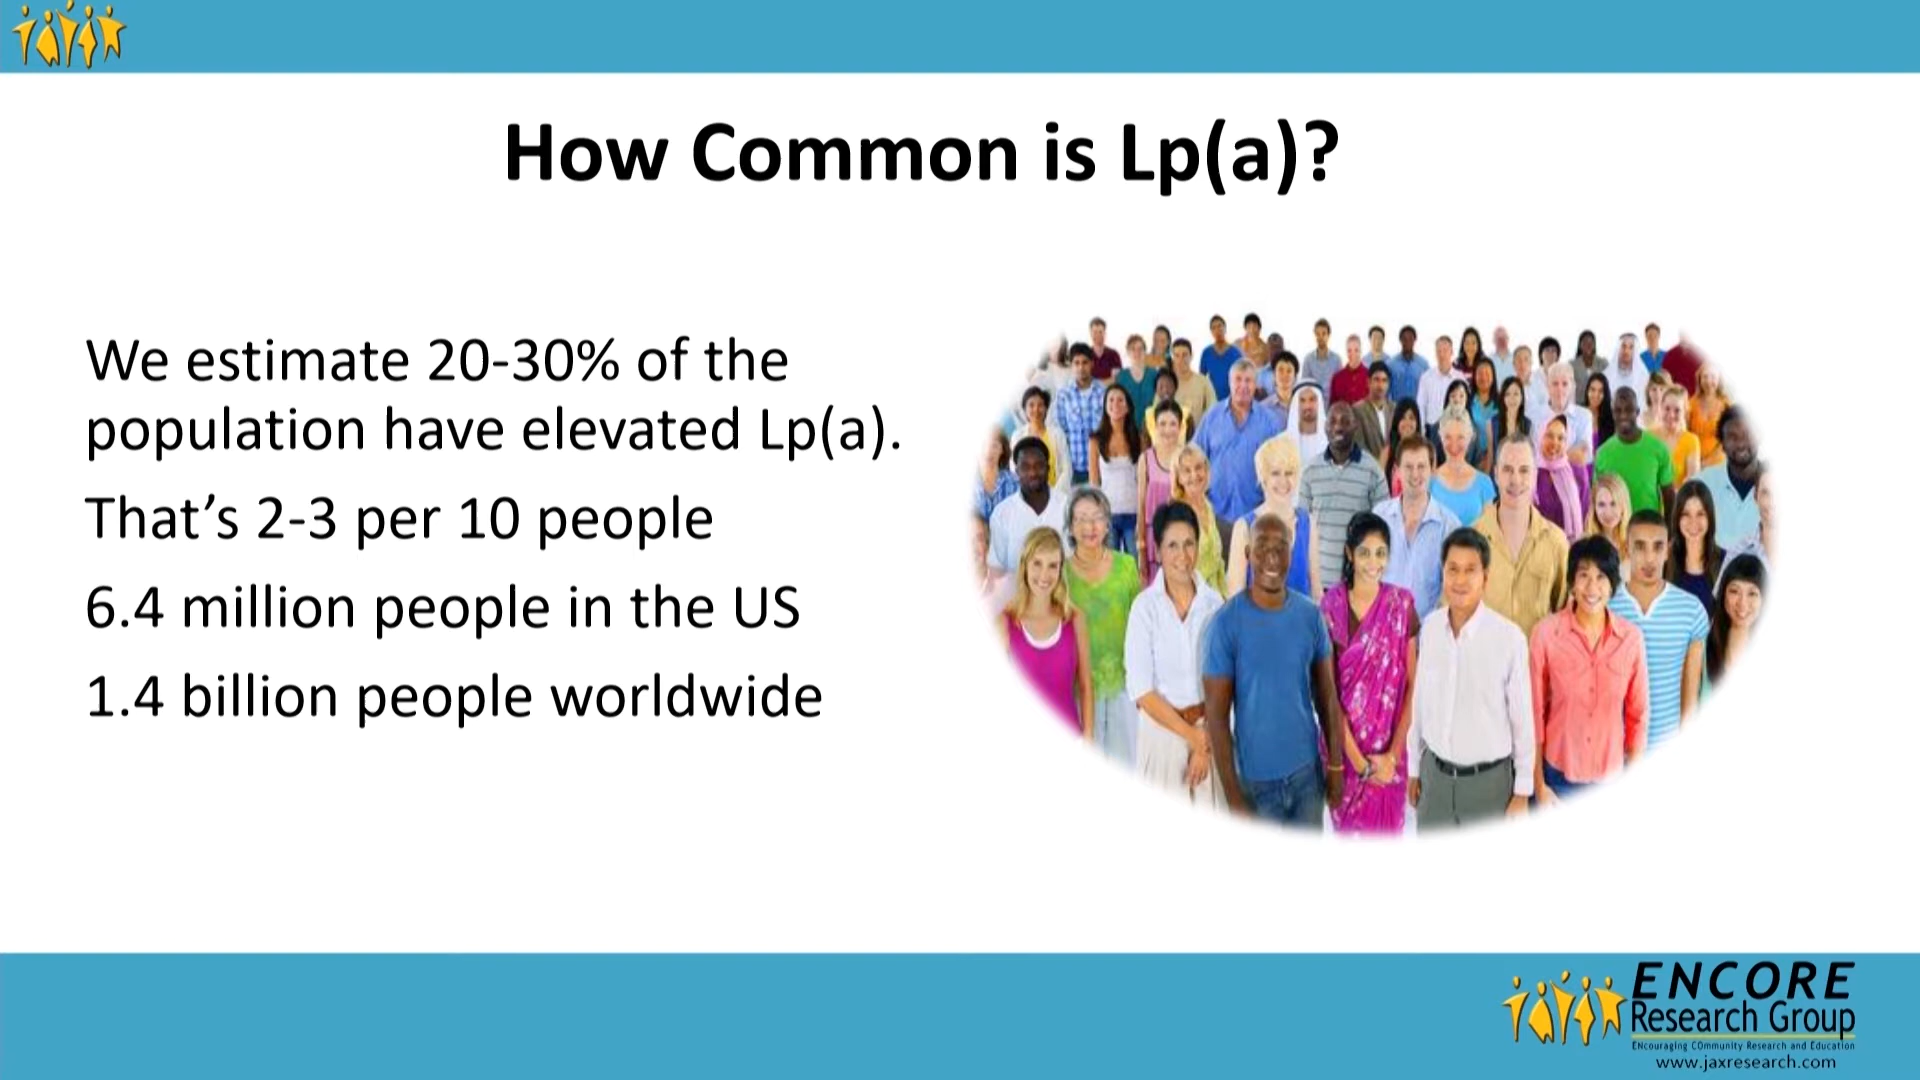 How Common is Lp(a)?
We estimate 20-30% of the
population have elevated Lp(a).
That’s 2-3 per 10 people
6.4 million people in the US
1.4 billion people worldwide
ENCORE
Research Group
ENcouraging COmmunity Research and Education
www.jaxresearch.com